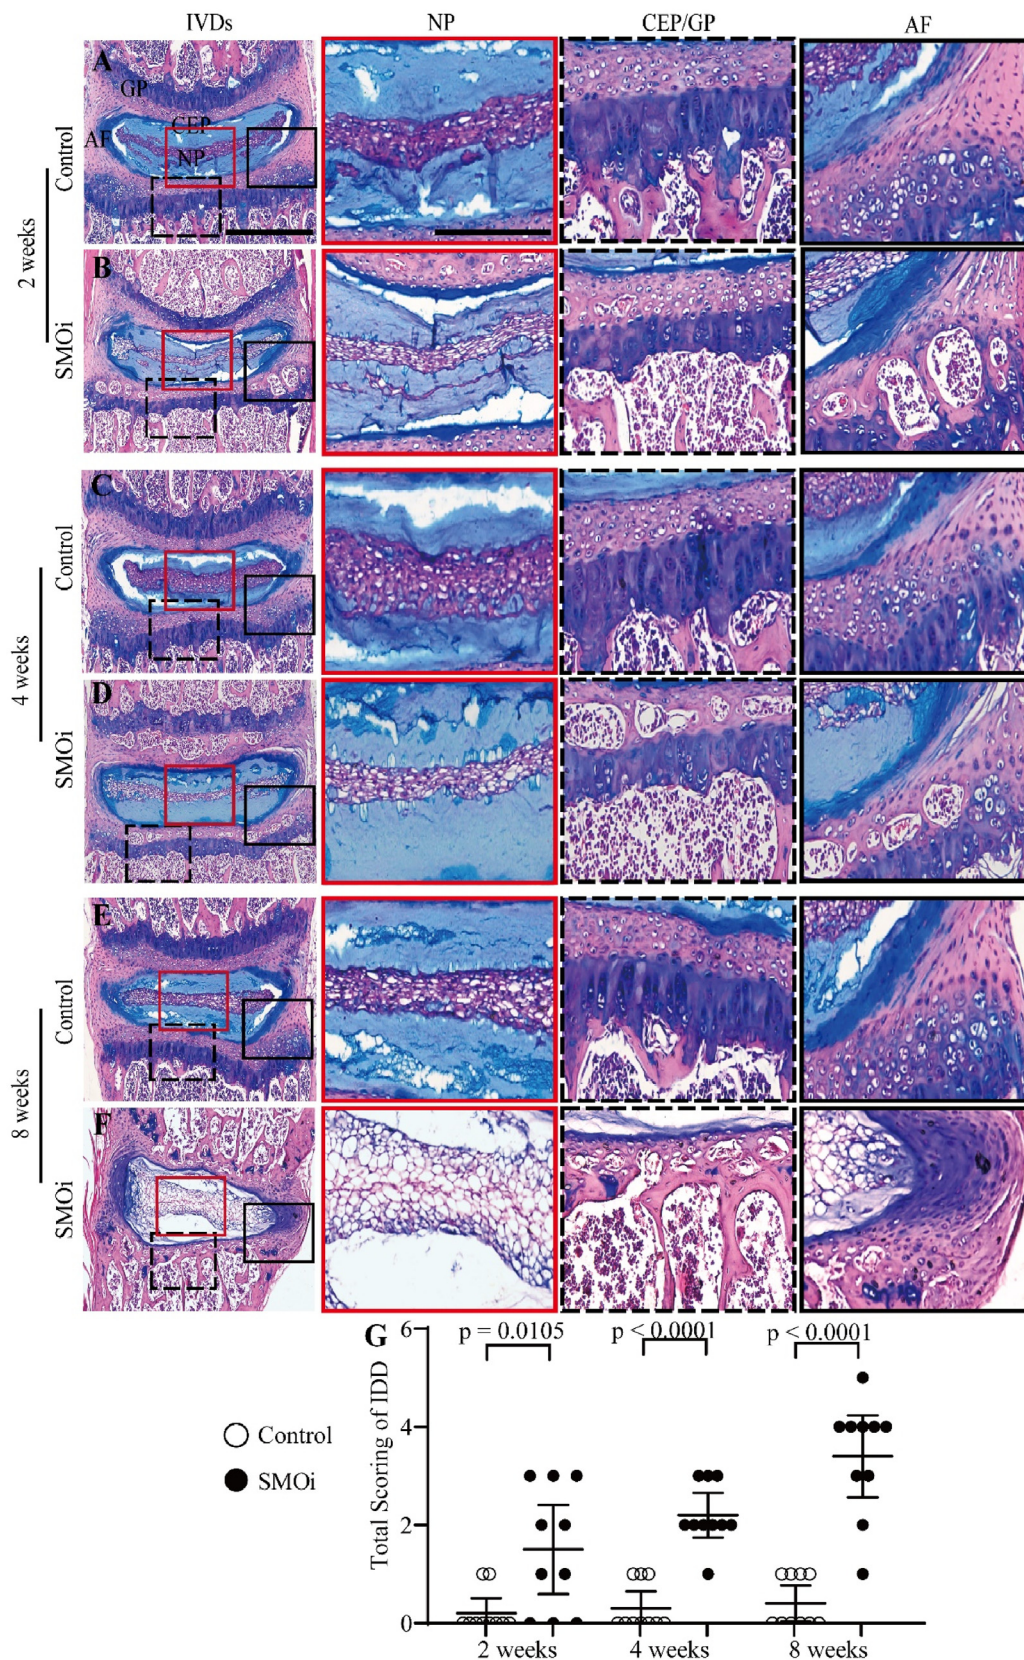 IVDs NP CEP/GP AF
A
GP
CEP
AF
NP
Control
2 weeks
B
SMOi
C
Control
4 weeks
D
SMOi
E
Control
8 weeks
F
SMOi
G
p = 0.0105 p < 0.0001 p < 0.0001
Total Scoring of IDD
6
4
2
0
Control
SMOi
2 weeks 4 weeks 8 weeks